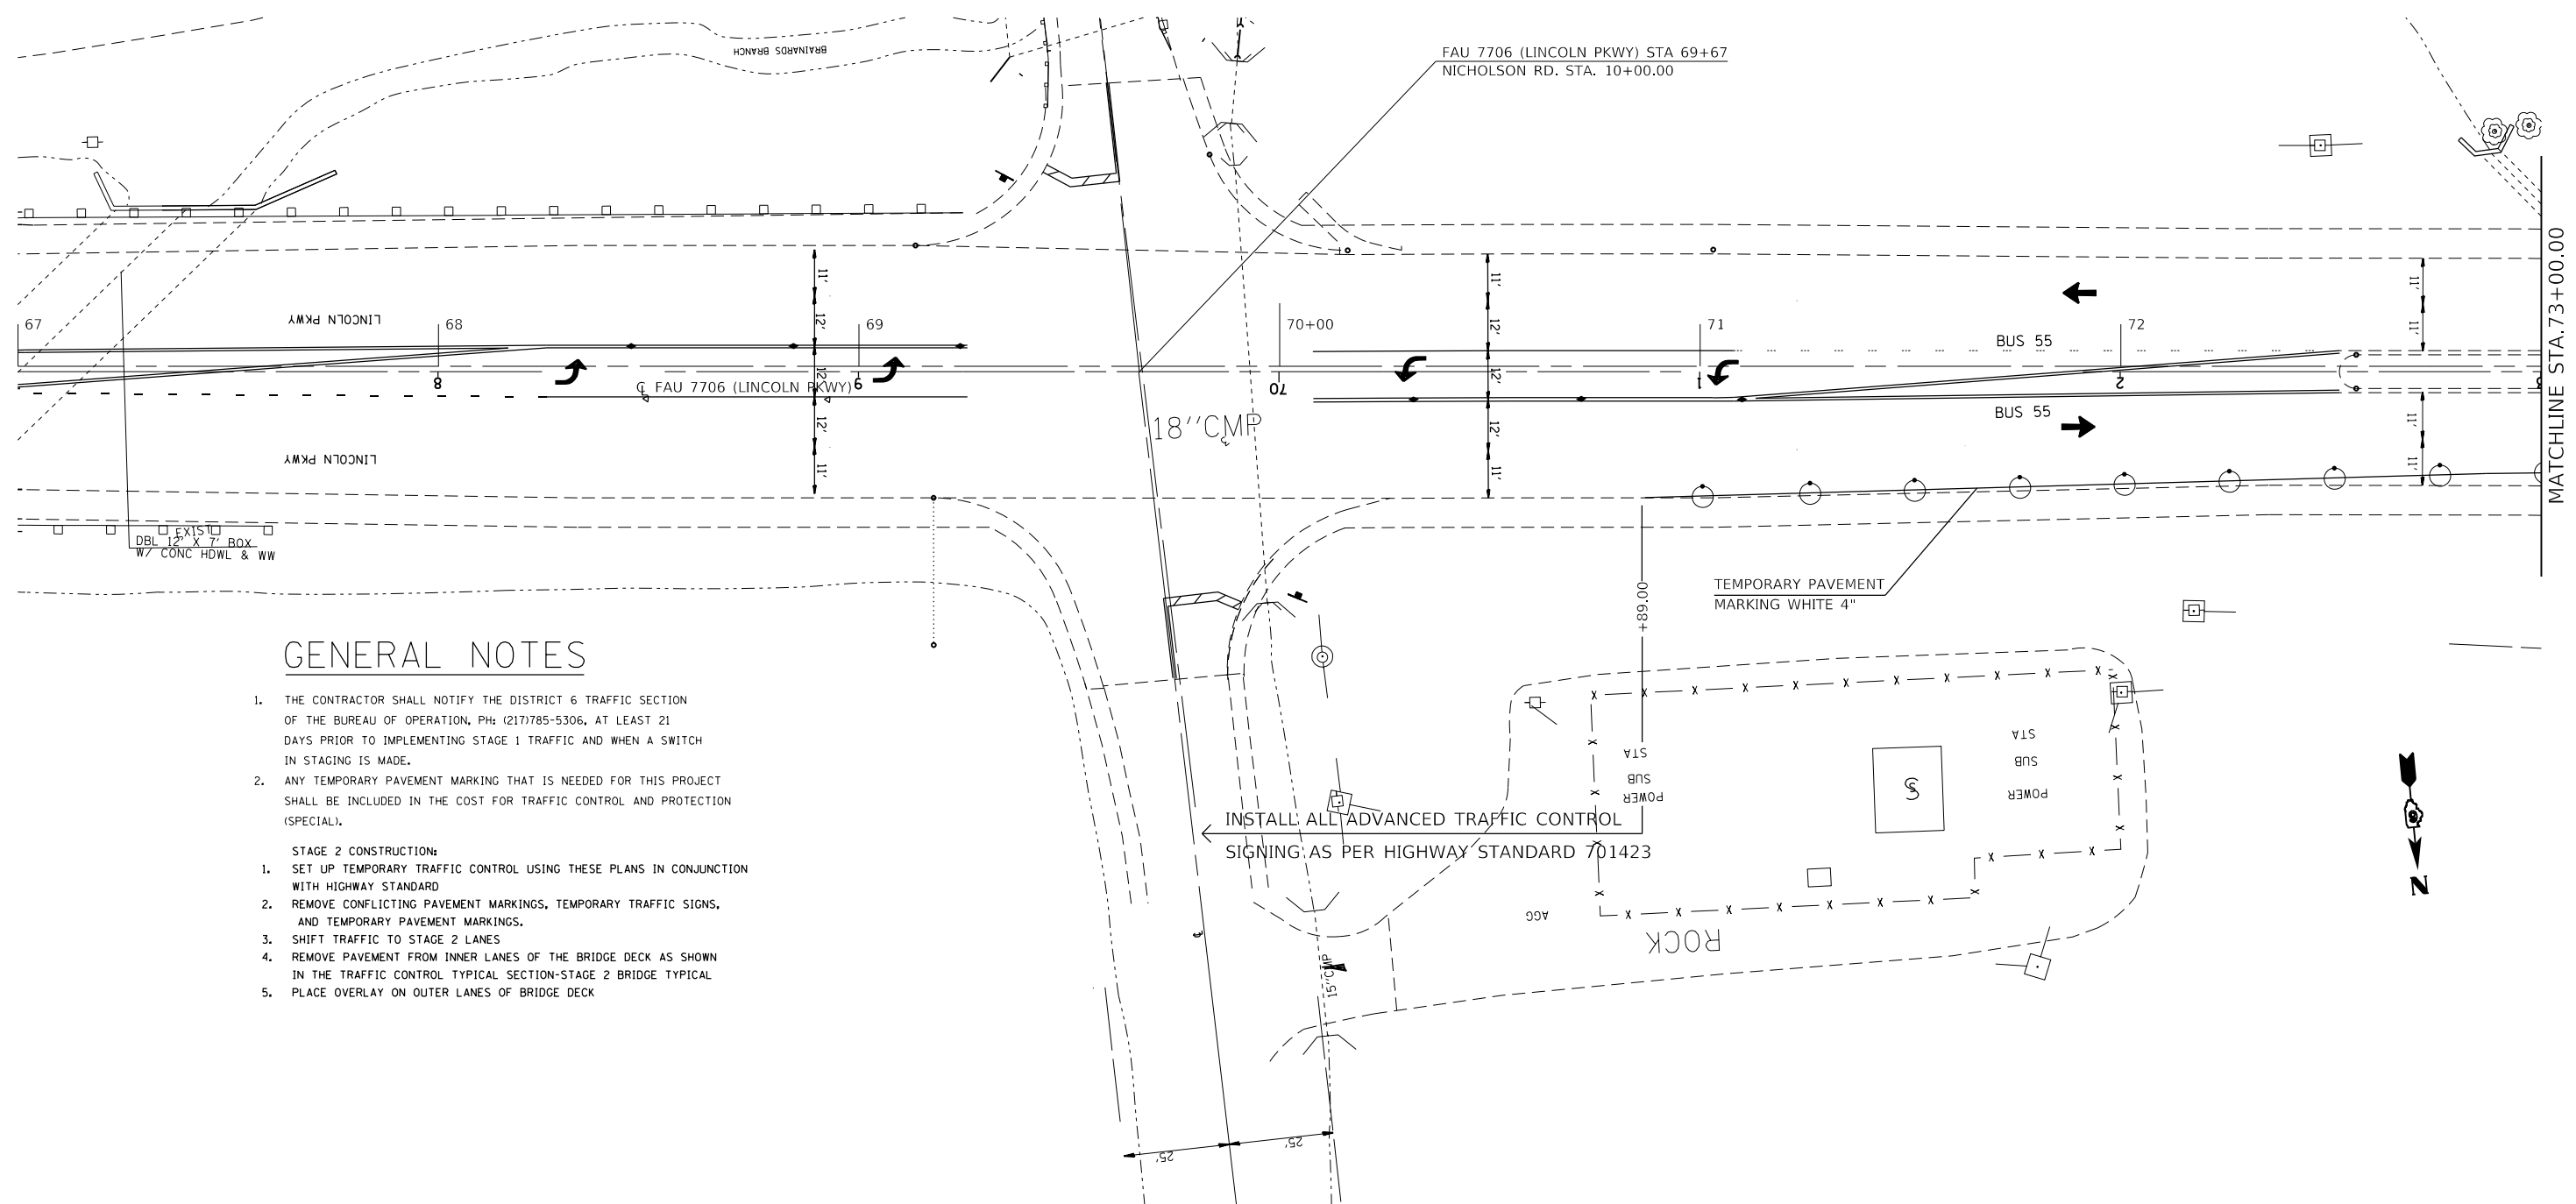 BRAINARDS BRANCH
FAU 7706 (LINCOLN PKWY) STA 69+67
NICHOLSON RD. STA. 10+00.00
MATCHLINE STA.73+00.00
11'
11'
11'
LINCOLN PKWY
67
68
12'
69
70+00
12'
71
72
11'
BUS 55
8
9
70
1
2
3
℄ FAU 7706 (LINCOLN PKWY)
12'
12'
18''CMP
BUS 55
LINCOLN PKWY
12'
12'
11'
11'
11'
11'
EXIST
DBL 12' X 7' BOX
W/ CONC HDWL & WW
+89.00
TEMPORARY PAVEMENT
MARKING WHITE 4"
GENERAL NOTES
1. THE CONTRACTOR SHALL NOTIFY THE DISTRICT 6 TRAFFIC SECTION
OF THE BUREAU OF OPERATION, PH: (217)785-5306, AT LEAST 21
DAYS PRIOR TO IMPLEMENTING STAGE 1 TRAFFIC AND WHEN A SWITCH
IN STAGING IS MADE.
2. ANY TEMPORARY PAVEMENT MARKING THAT IS NEEDED FOR THIS PROJECT
SHALL BE INCLUDED IN THE COST FOR TRAFFIC CONTROL AND PROTECTION
(SPECIAL).
STAGE 2 CONSTRUCTION:
1. SET UP TEMPORARY TRAFFIC CONTROL USING THESE PLANS IN CONJUNCTION
WITH HIGHWAY STANDARD
2. REMOVE CONFLICTING PAVEMENT MARKINGS, TEMPORARY TRAFFIC SIGNS,
AND TEMPORARY PAVEMENT MARKINGS.
3. SHIFT TRAFFIC TO STAGE 2 LANES
4. REMOVE PAVEMENT FROM INNER LANES OF THE BRIDGE DECK AS SHOWN
IN THE TRAFFIC CONTROL TYPICAL SECTION-STAGE 2 BRIDGE TYPICAL
5. PLACE OVERLAY ON OUTER LANES OF BRIDGE DECK
INSTALL ALL ADVANCED TRAFFIC CONTROL
SIGNING AS PER HIGHWAY STANDARD 701423
POWER
SUB
STA
POWER
SUB
STA
AGG
ROCK
15''CMP
N
25'
25'